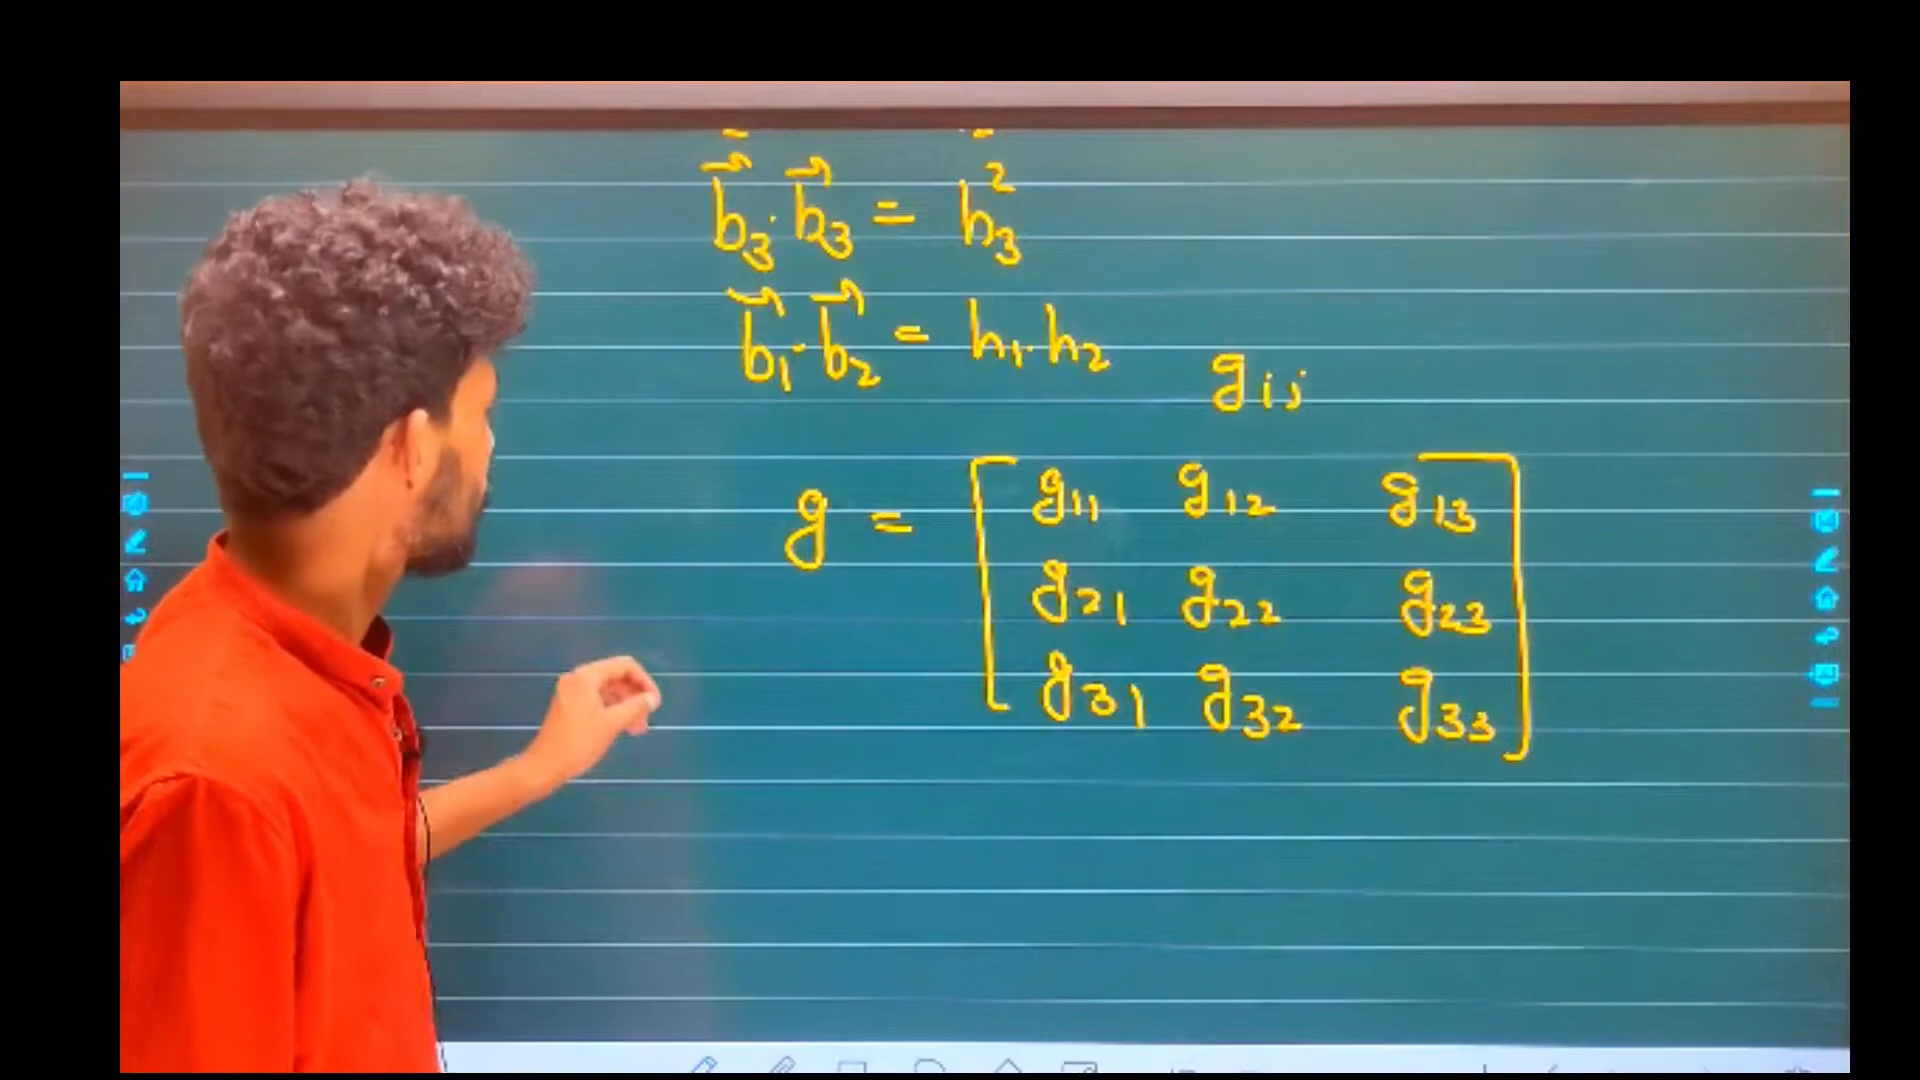 b⃗₃·b⃗₃ = h₃²
b⃗₁·b⃗₂ = h₁·h₂
gᵢⱼ
g = [g₁₁ g₁₂ g₁₃
g₂₁ g₂₂ g₂₃
g₃₁ g₃₂ g₃₃]